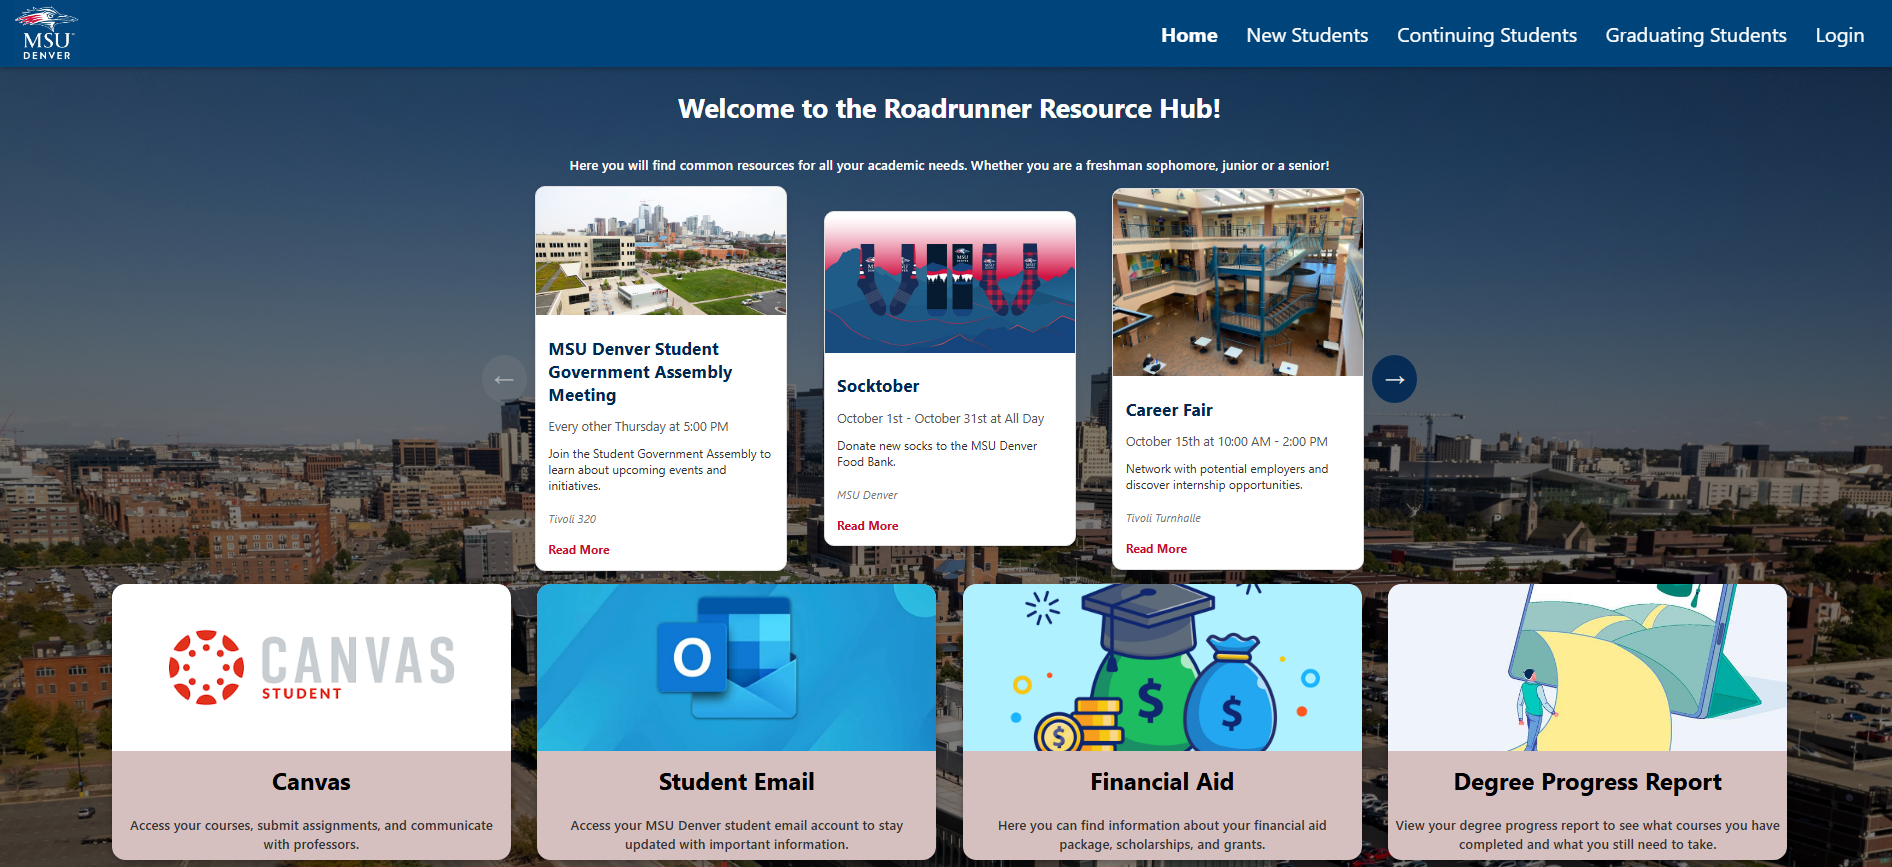 MSU
DENVER
Home
New Students
Continuing Students
Graduating Students
Login
Welcome to the Roadrunner Resource Hub!
Here you will find common resources for all your academic needs. Whether you are a freshman sophomore, junior or a senior!
←
MSU Denver Student
Government Assembly
Meeting
Every other Thursday at 5:00 PM
Join the Student Government Assembly to
learn about upcoming events and
initiatives.
Tivoli 320
Read More
MSU
Socktober
October 1st - October 31st at All Day
Donate new socks to the MSU Denver
Food Bank.
MSU Denver
Read More
Career Fair
October 15th at 10:00 AM - 2:00 PM
Network with potential employers and
discover internship opportunities.
Tivoli Turnhalle
Read More
→
CANVAS
STUDENT
Canvas
Access your courses, submit assignments, and communicate
with professors.
O
Student Email
Access your MSU Denver student email account to stay
updated with important information.
$
$
$
Financial Aid
Here you can find information about your financial aid
package, scholarships, and grants.
Degree Progress Report
View your degree progress report to see what courses you have
completed and what you still need to take.